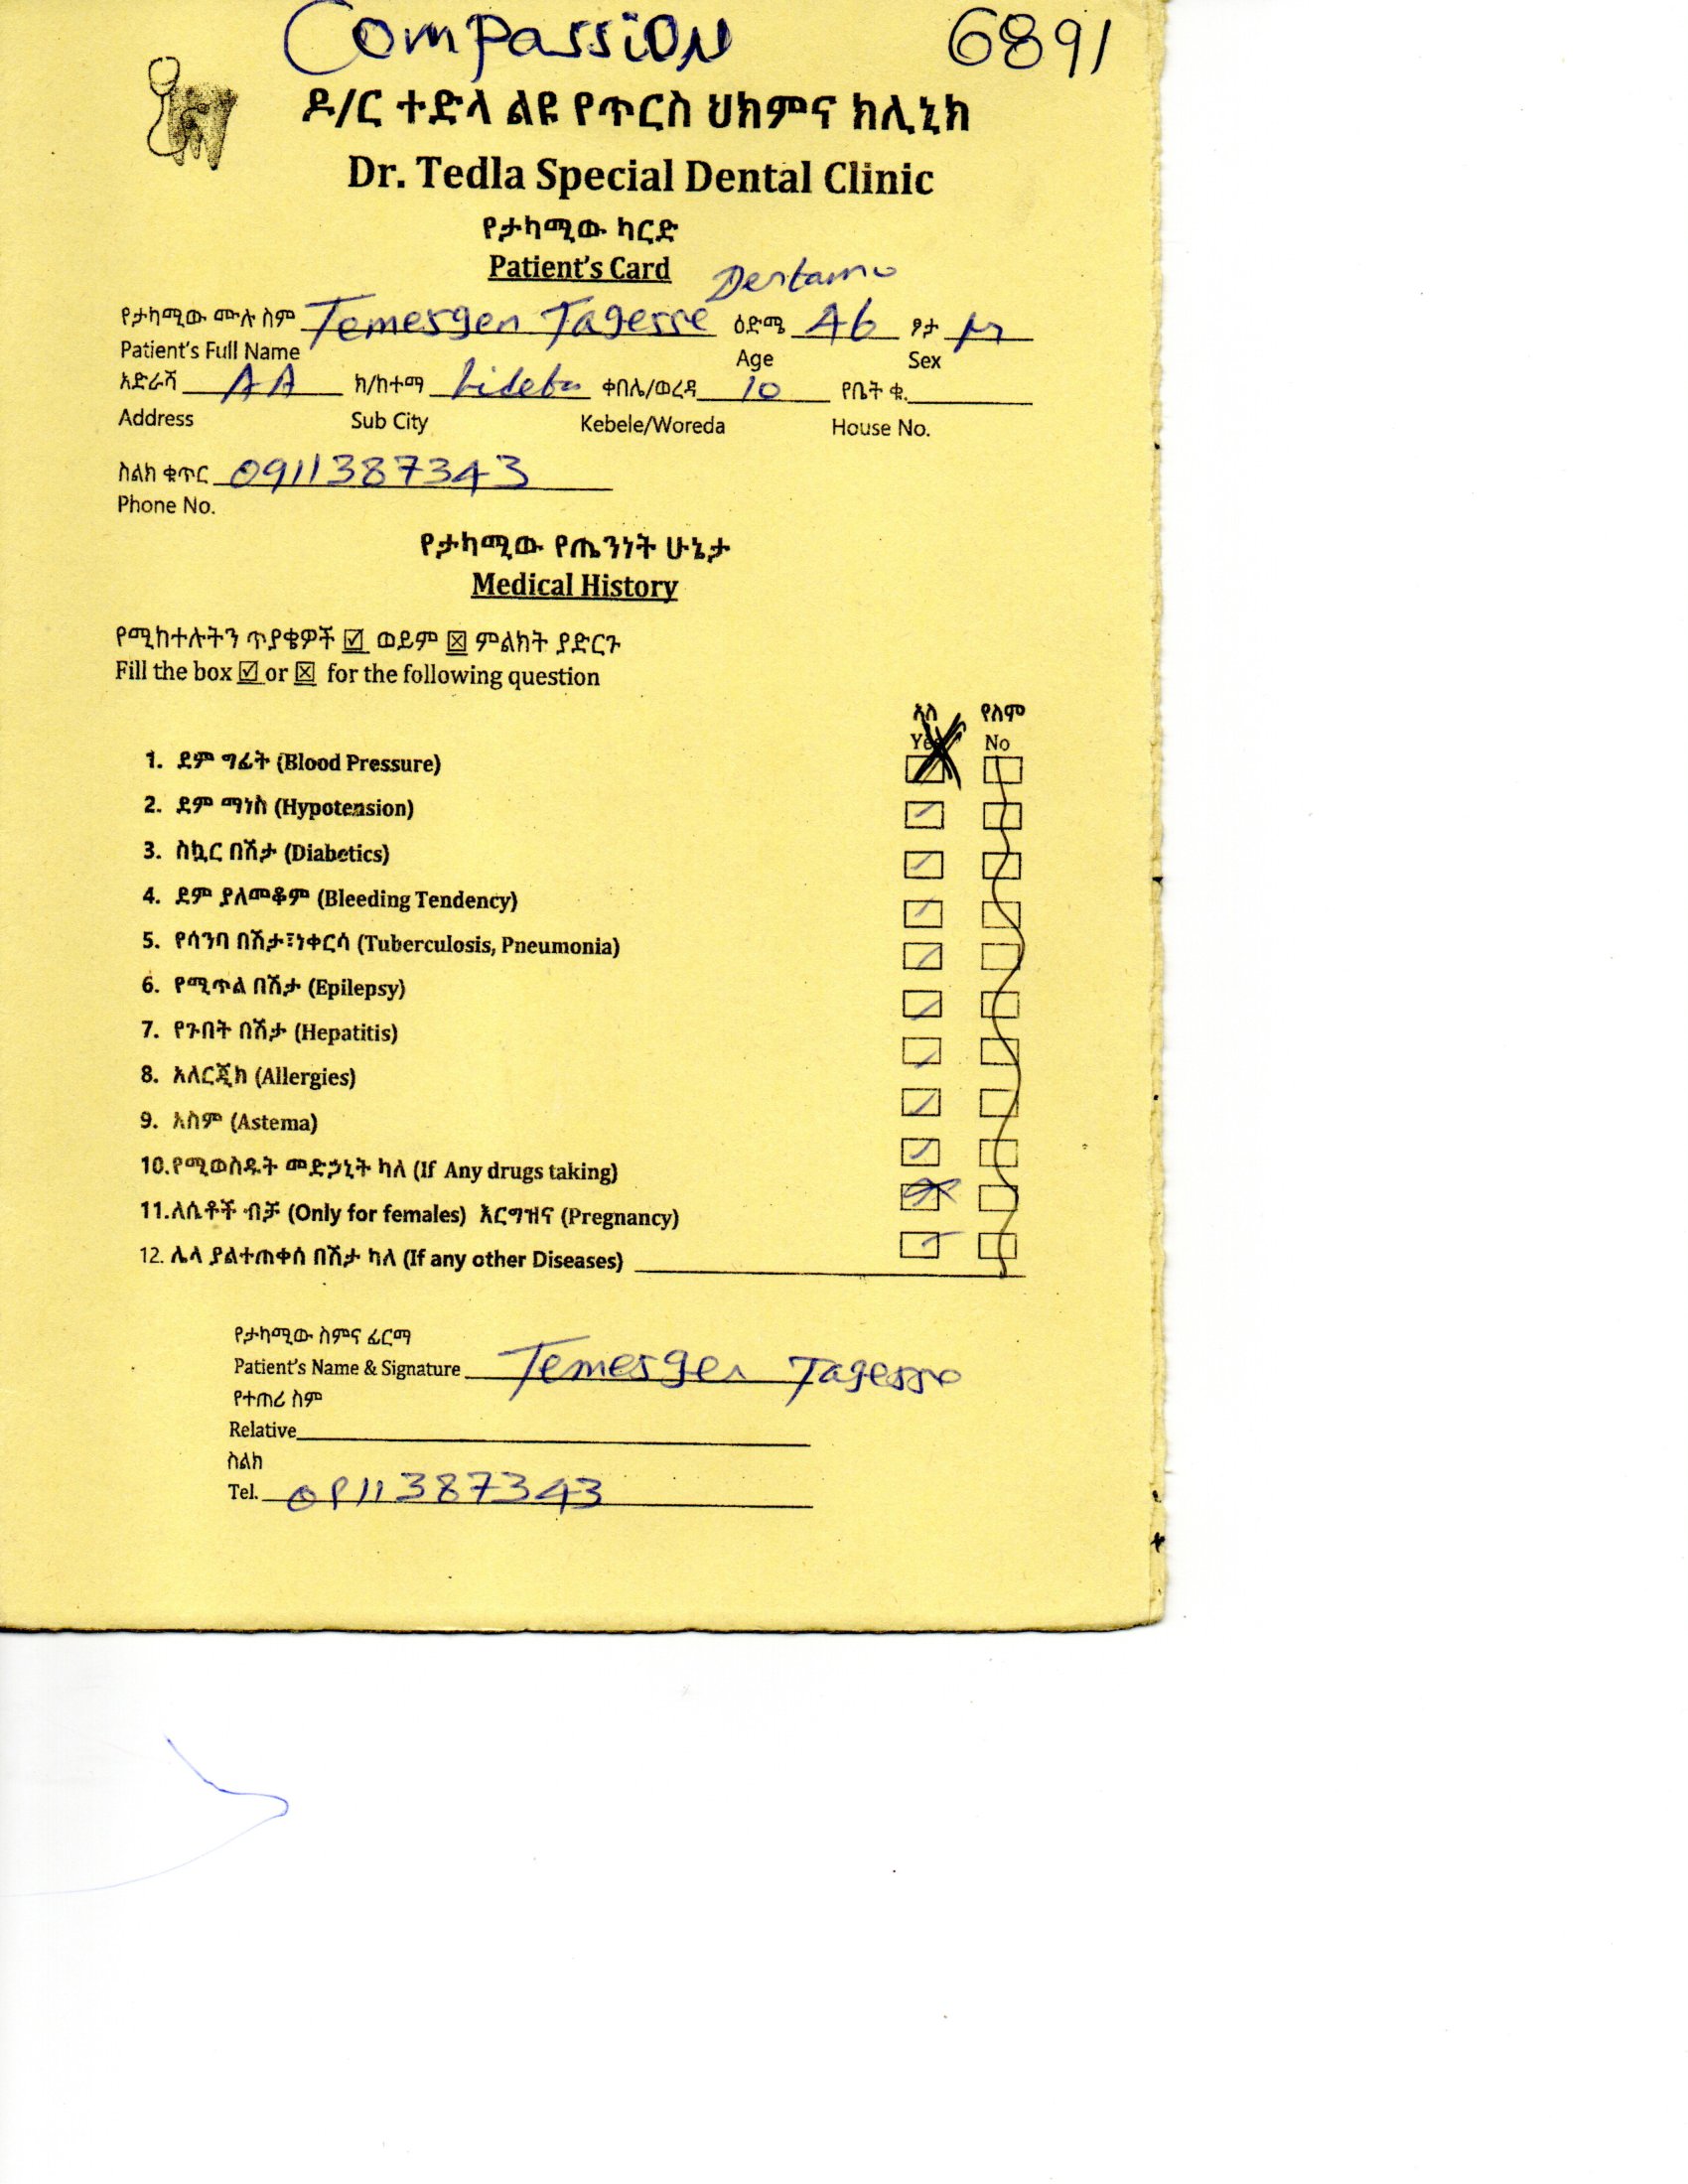 Compassion 6891
ዶ/ር ተድላ ልዩ የጥርስ ህክምና ክሊኒክ
Dr. Tedla Special Dental Clinic
የታካሚው ካርድ
Patient's Card
የታካሚው ሙሉ ስም Temesgen Tagesse ዕድሜ 46 ፆታ M
Patient's Full Name Age Sex
አድራሻ AA ክ/ከተማ Lideta ቀበሌ/ወረዳ 10 የቤት ቁ.
Address Sub City Kebele/Woreda House No.
ስልክ ቁጥር 0911387343
Phone No.
የታካሚው የጤንነት ሁኔታ
Medical History
የሚከተሉትን ጥያቄዎች ☑ ወይም ☒ ምልክት ያድርጉ
Fill the box ☑ or ☒ for the following question
አለ የለም
Yes No
1. ደም ግፊት (Blood Pressure)
2. ደም ማነስ (Hypotension)
3. ስኳር በሽታ (Diabetics)
4. ደም ያለመቆም (Bleeding Tendency)
5. የሳንባ በሽታ፣ነቀርሳ (Tuberculosis, Pneumonia)
6. የሚጥል በሽታ (Epilepsy)
7. የጉበት በሽታ (Hepatitis)
8. አለርጂክ (Allergies)
9. አስም (Astema)
10.የሚወስዱት መድኃኒት ካለ (If Any drugs taking)
11.ለሴቶች ብቻ (Only for females) እርግዝና (Pregnancy)
12. ሌላ ያልተጠቀሰ በሽታ ካለ (If any other Diseases)
የታካሚው ስምና ፊርማ
Patient's Name & Signature Temesgen Tagesse
የተጠሪ ስም
Relative
ስልክ
Tel. 0911387343